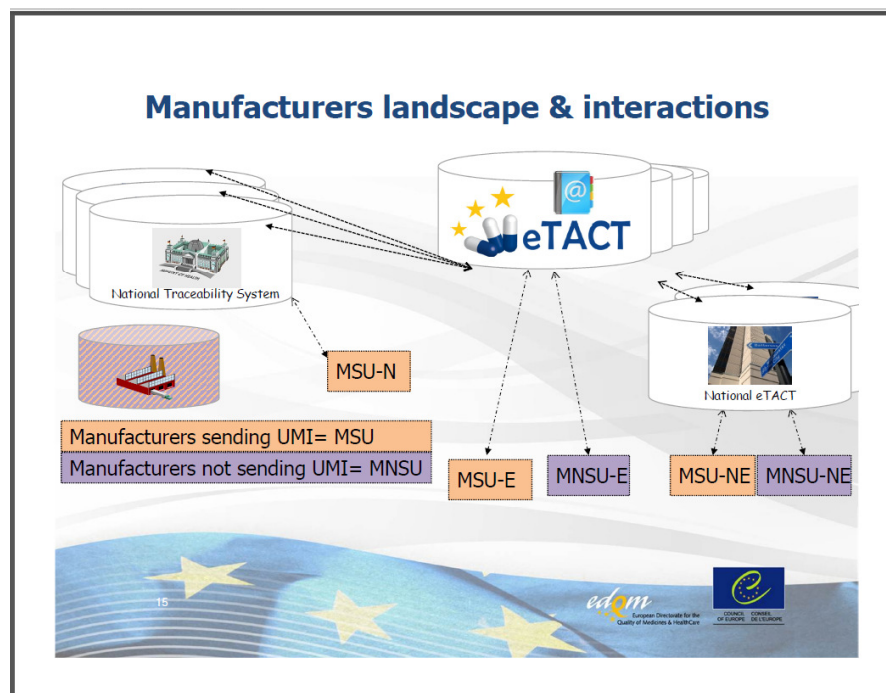 Manufacturers landscape & interactions
@
eTACT
National Traceability System
National eTACT
MSU-N
Manufacturers sending UMI= MSU
Manufacturers not sending UMI= MNSU
MSU-E
MNSU-E
MSU-NE
MNSU-NE
15
edqm
European Directorate for the
Quality of Medicines & HealthCare
COUNCIL CONSEIL
OF EUROPE DE L'EUROPE